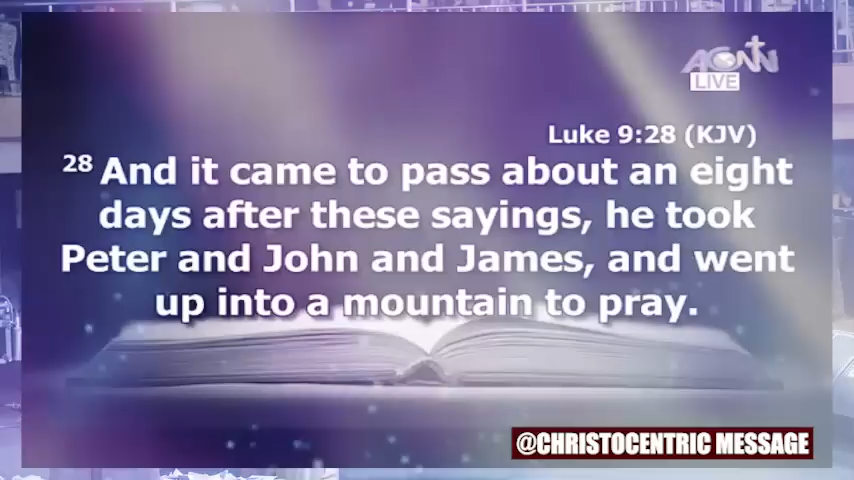 ACNN
LIVE
Luke 9:28 (KJV)
28 And it came to pass about an eight
days after these sayings, he took
Peter and John and James, and went
up into a mountain to pray.
@CHRISTOCENTRIC MESSAGE